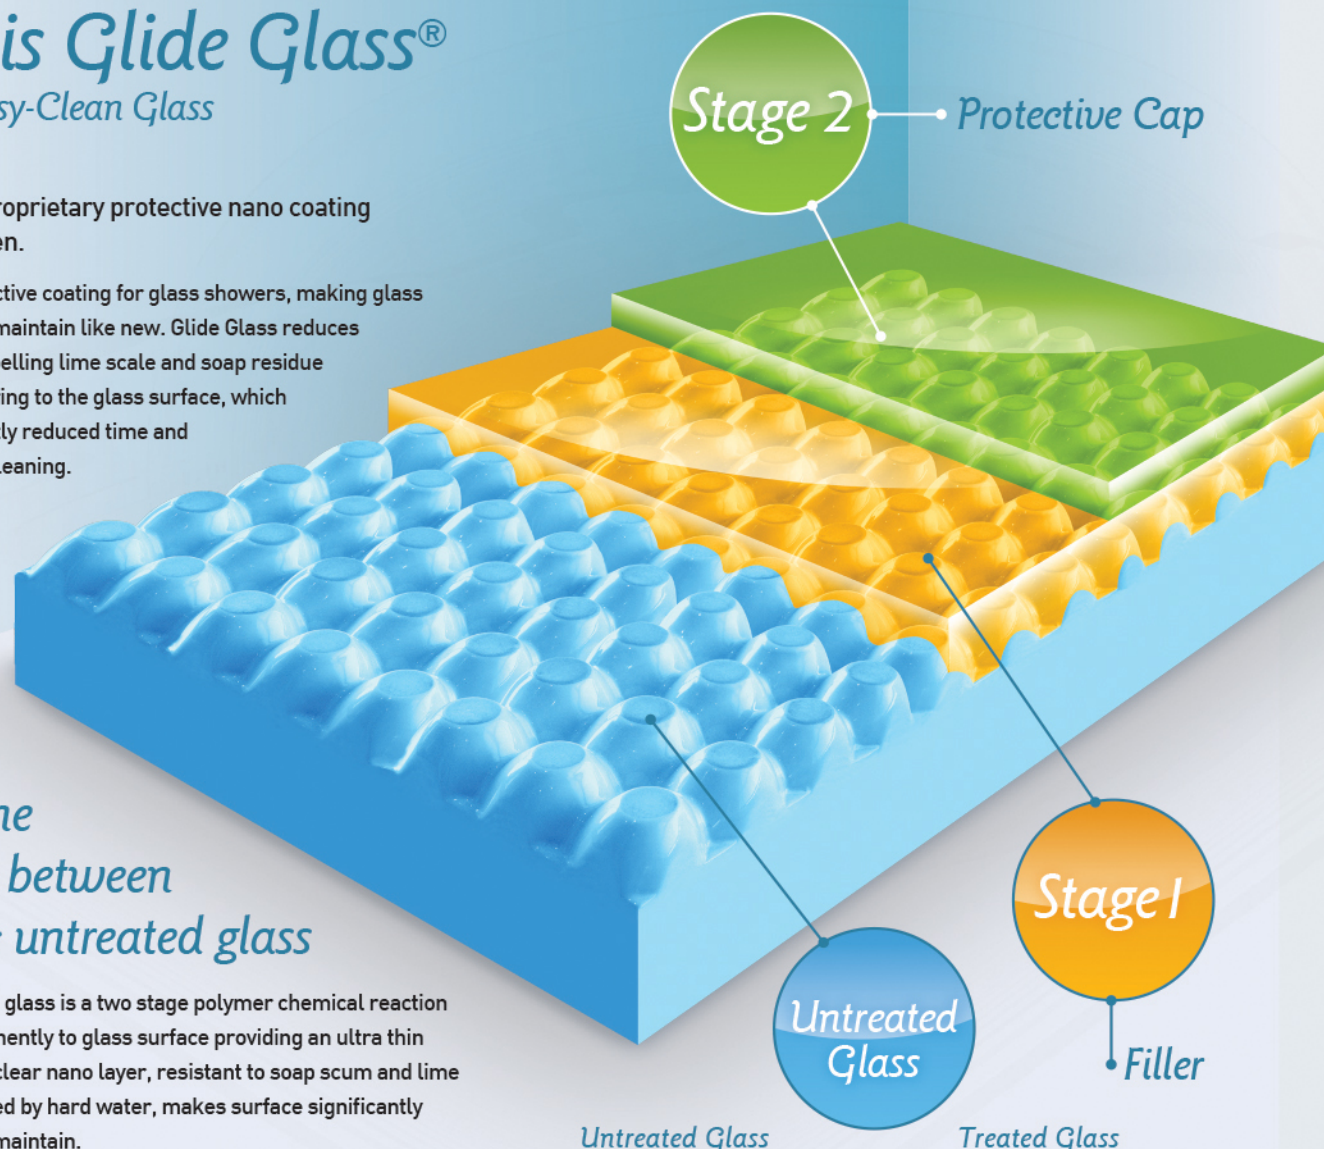 is Glide Glass®
sy-Clean Glass
roprietary protective nano coating
en.
ctive coating for glass showers, making glass
maintain like new. Glide Glass reduces
elling lime scale and soap residue
ing to the glass surface, which
tly reduced time and
leaning.
Stage 2
Protective Cap
ne
between
untreated glass
glass is a two stage polymer chemical reaction
nently to glass surface providing an ultra thin
clear nano layer, resistant to soap scum and lime
ed by hard water, makes surface significantly
maintain.
Stage 1
Filler
Untreated
Glass
Untreated Glass
Treated Glass